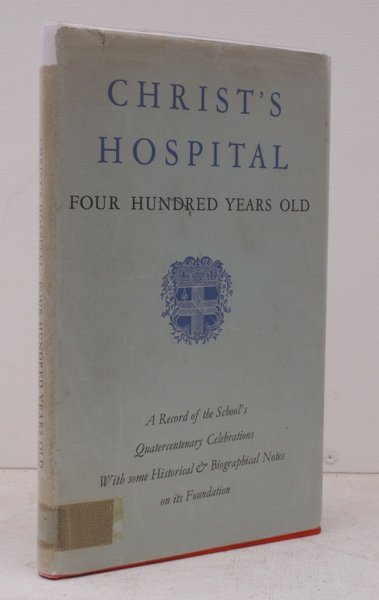 CHRIST'S
HOSPITAL
FOUR HUNDRED YEARS OLD
A Record of the School's
Quatercentenary Celebrations
With some Historical & Biographical Notes
on its Foundation
CHRIST'S HOSPITAL FOUR HUNDRED YEARS OLD